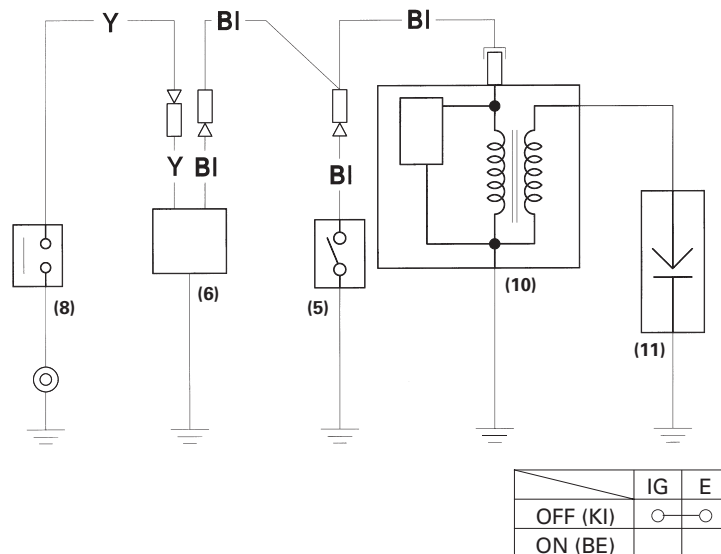 Y
Bl
Bl
Y Bl
Bl
(8)
(6)
(5)
(10)
(11)
IG E
OFF (KI)
ON (BE)